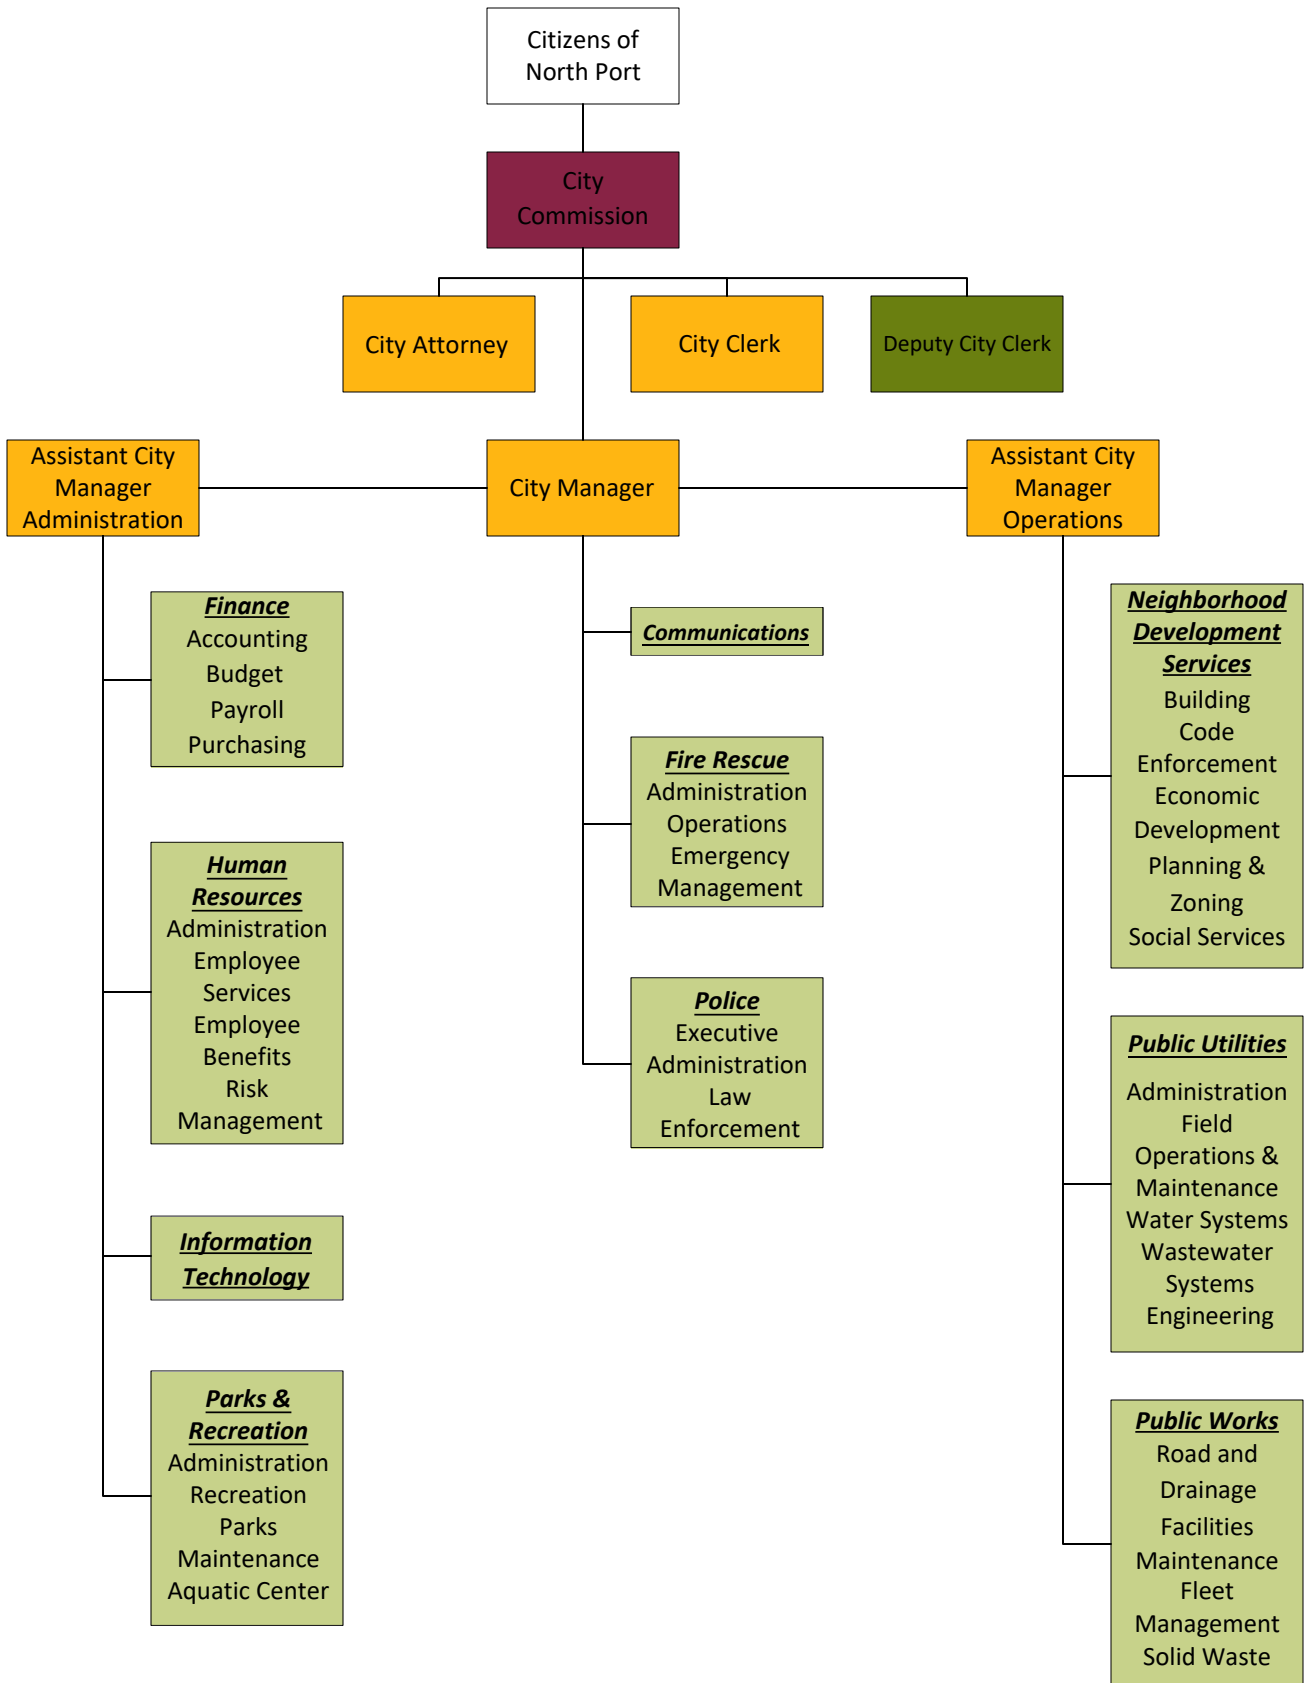 Citizens of
North Port
City
Commission
City Attorney
City Clerk
Deputy City Clerk
Assistant City
Manager
Administration
City Manager
Assistant City
Manager
Operations
Finance
Accounting
Budget
Payroll
Purchasing
Human
Resources
Administration
Employee
Services
Employee
Benefits
Risk
Management
Information
Technology
Parks &
Recreation
Administration
Recreation
Parks
Maintenance
Aquatic Center
Communications
Fire Rescue
Administration
Operations
Emergency
Management
Police
Executive
Administration
Law
Enforcement
Neighborhood
Development
Services
Building
Code
Enforcement
Economic
Development
Planning &
Zoning
Social Services
Public Utilities
Administration
Field
Operations &
Maintenance
Water Systems
Wastewater
Systems
Engineering
Public Works
Road and
Drainage
Facilities
Maintenance
Fleet
Management
Solid Waste